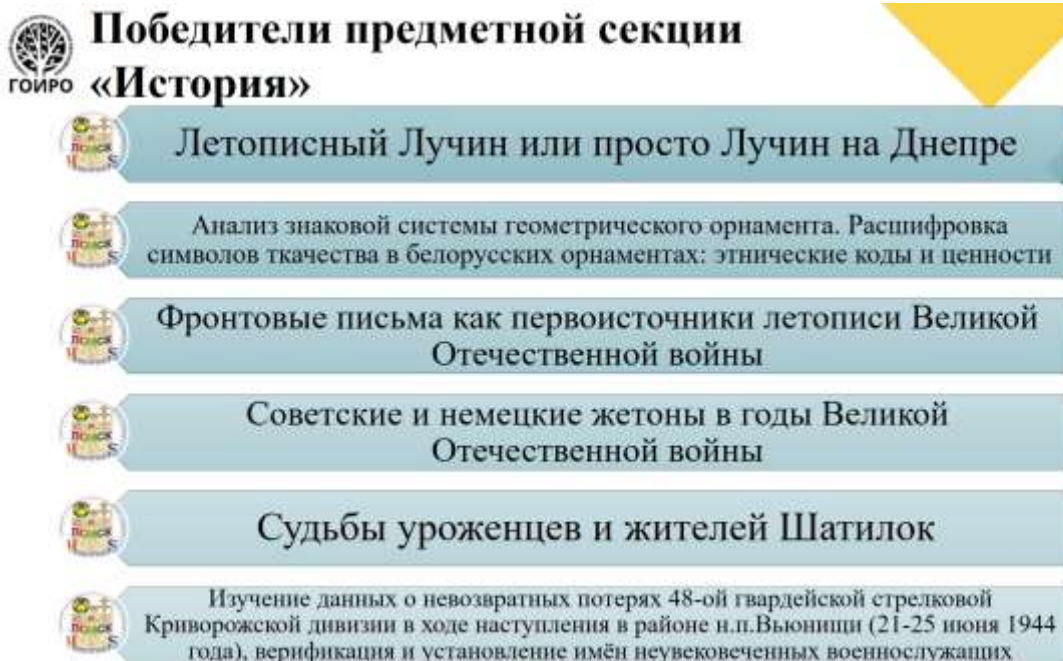 Победители предметной секции
«История»
ГОИРО
Летописный Лучин или просто Лучин на Днепре
Анализ знаковой системы геометрического орнамента. Расшифровка
символов ткачества в белорусских орнаментах: этнические коды и ценности
Фронтовые письма как первоисточники летописи Великой
Отечественной войны
Советские и немецкие жетоны в годы Великой
Отечественной войны
Судьбы уроженцев и жителей Шатилок
Изучение данных о невозвратных потерях 48-ой гвардейской стрелковой
Криворожской дивизии в ходе наступления в районе н.п.Вьюнищи (21-25 июня 1944
года), верификация и установление имён неувековеченных военнослужащих